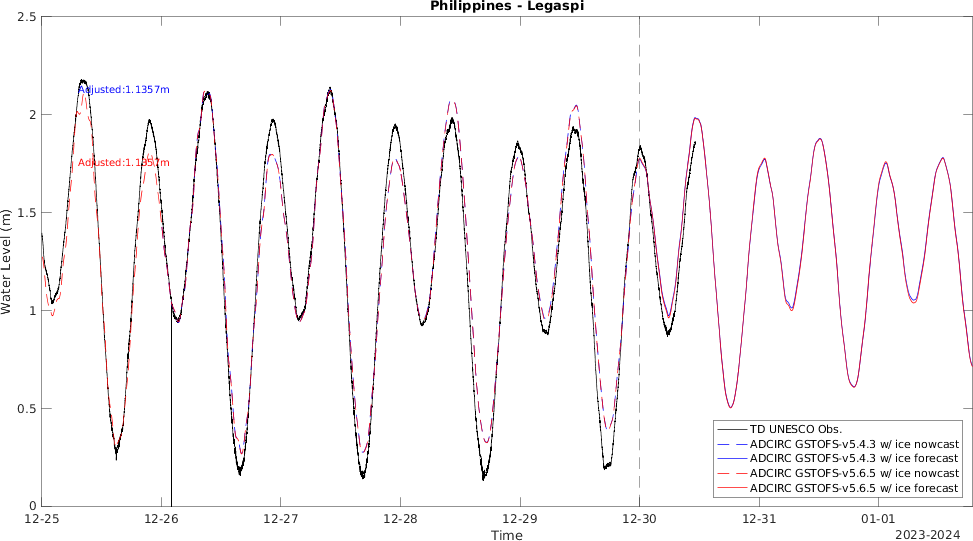 Philippines - Legaspi
2.5
2
1.5
1
0.5
0
Water Level (m)
Adjusted:1.1357m
Adjusted:1.1357m
TD UNESCO Obs.
ADCIRC GSTOFS-v5.4.3 w/ ice nowcast
ADCIRC GSTOFS-v5.4.3 w/ ice forecast
ADCIRC GSTOFS-v5.6.5 w/ ice nowcast
ADCIRC GSTOFS-v5.6.5 w/ ice forecast
12-25 12-26 12-27 12-28 12-29 12-30 12-31 01-01
Time
2023-2024